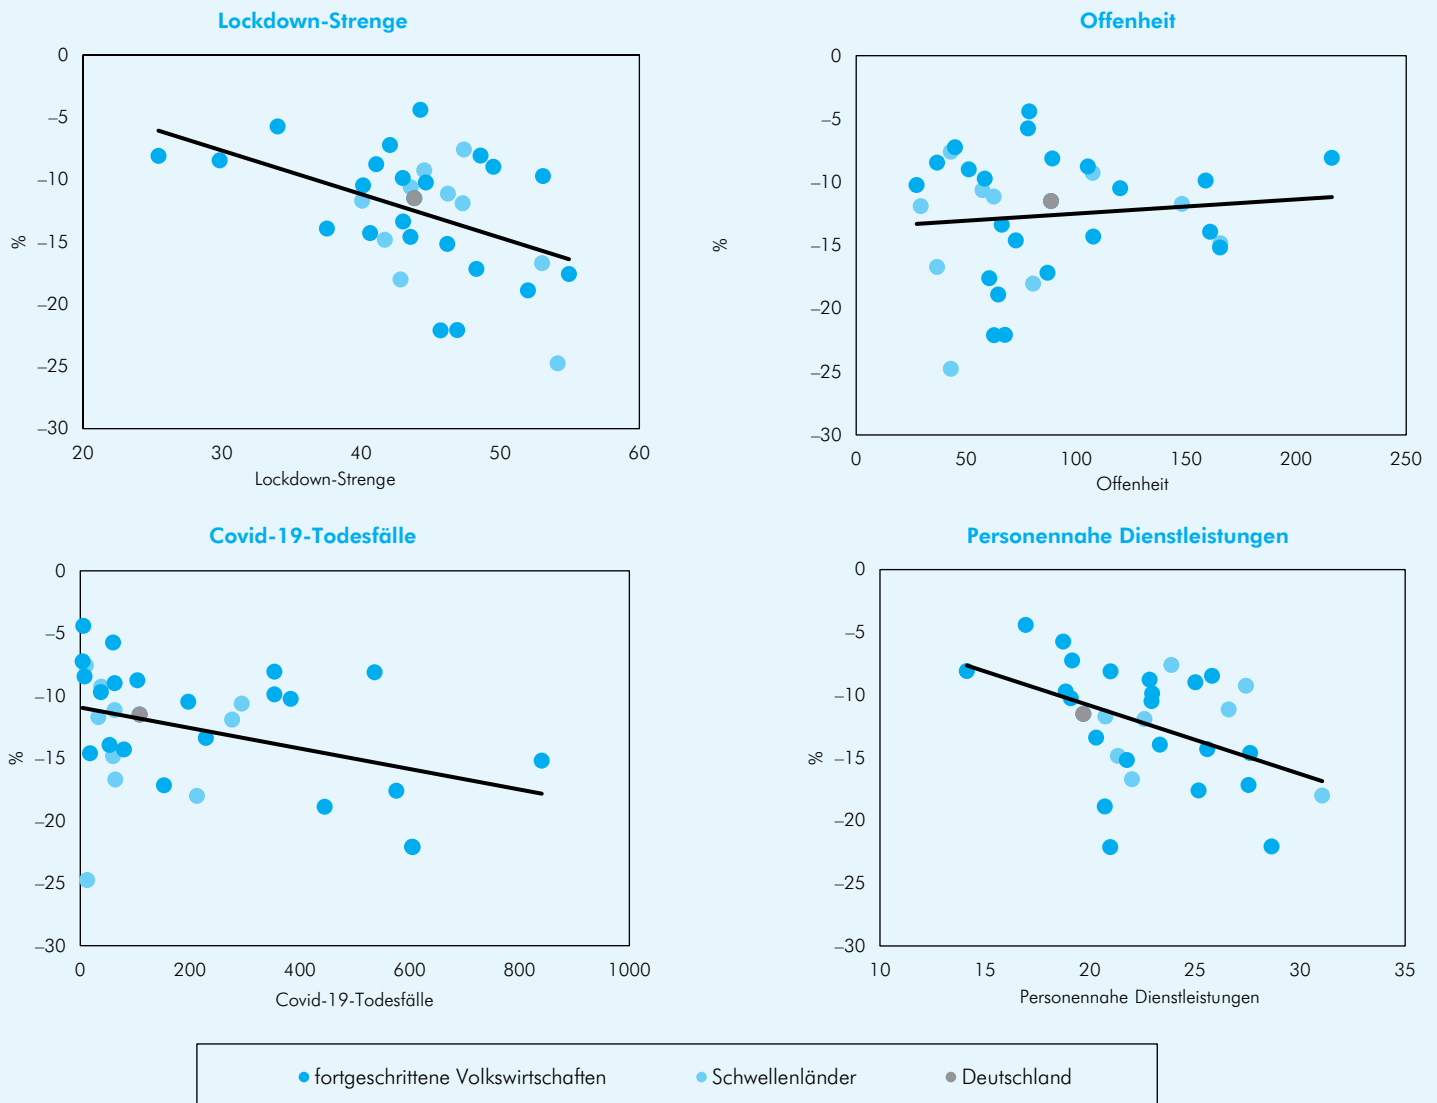 Lockdown-Strenge
0
–5
–10
–15
–20
–25
–30
%
20 30 40 50 60
Lockdown-Strenge
Offenheit
0
–5
–10
–15
–20
–25
–30
%
0 50 100 150 200 250
Offenheit
Covid-19-Todesfälle
0
–5
–10
–15
–20
–25
–30
%
0 200 400 600 800 1000
Covid-19-Todesfälle
Personennahe Dienstleistungen
0
–5
–10
–15
–20
–25
–30
%
10 15 20 25 30 35
Personennahe Dienstleistungen
fortgeschrittene Volkswirtschaften Schwellenländer Deutschland